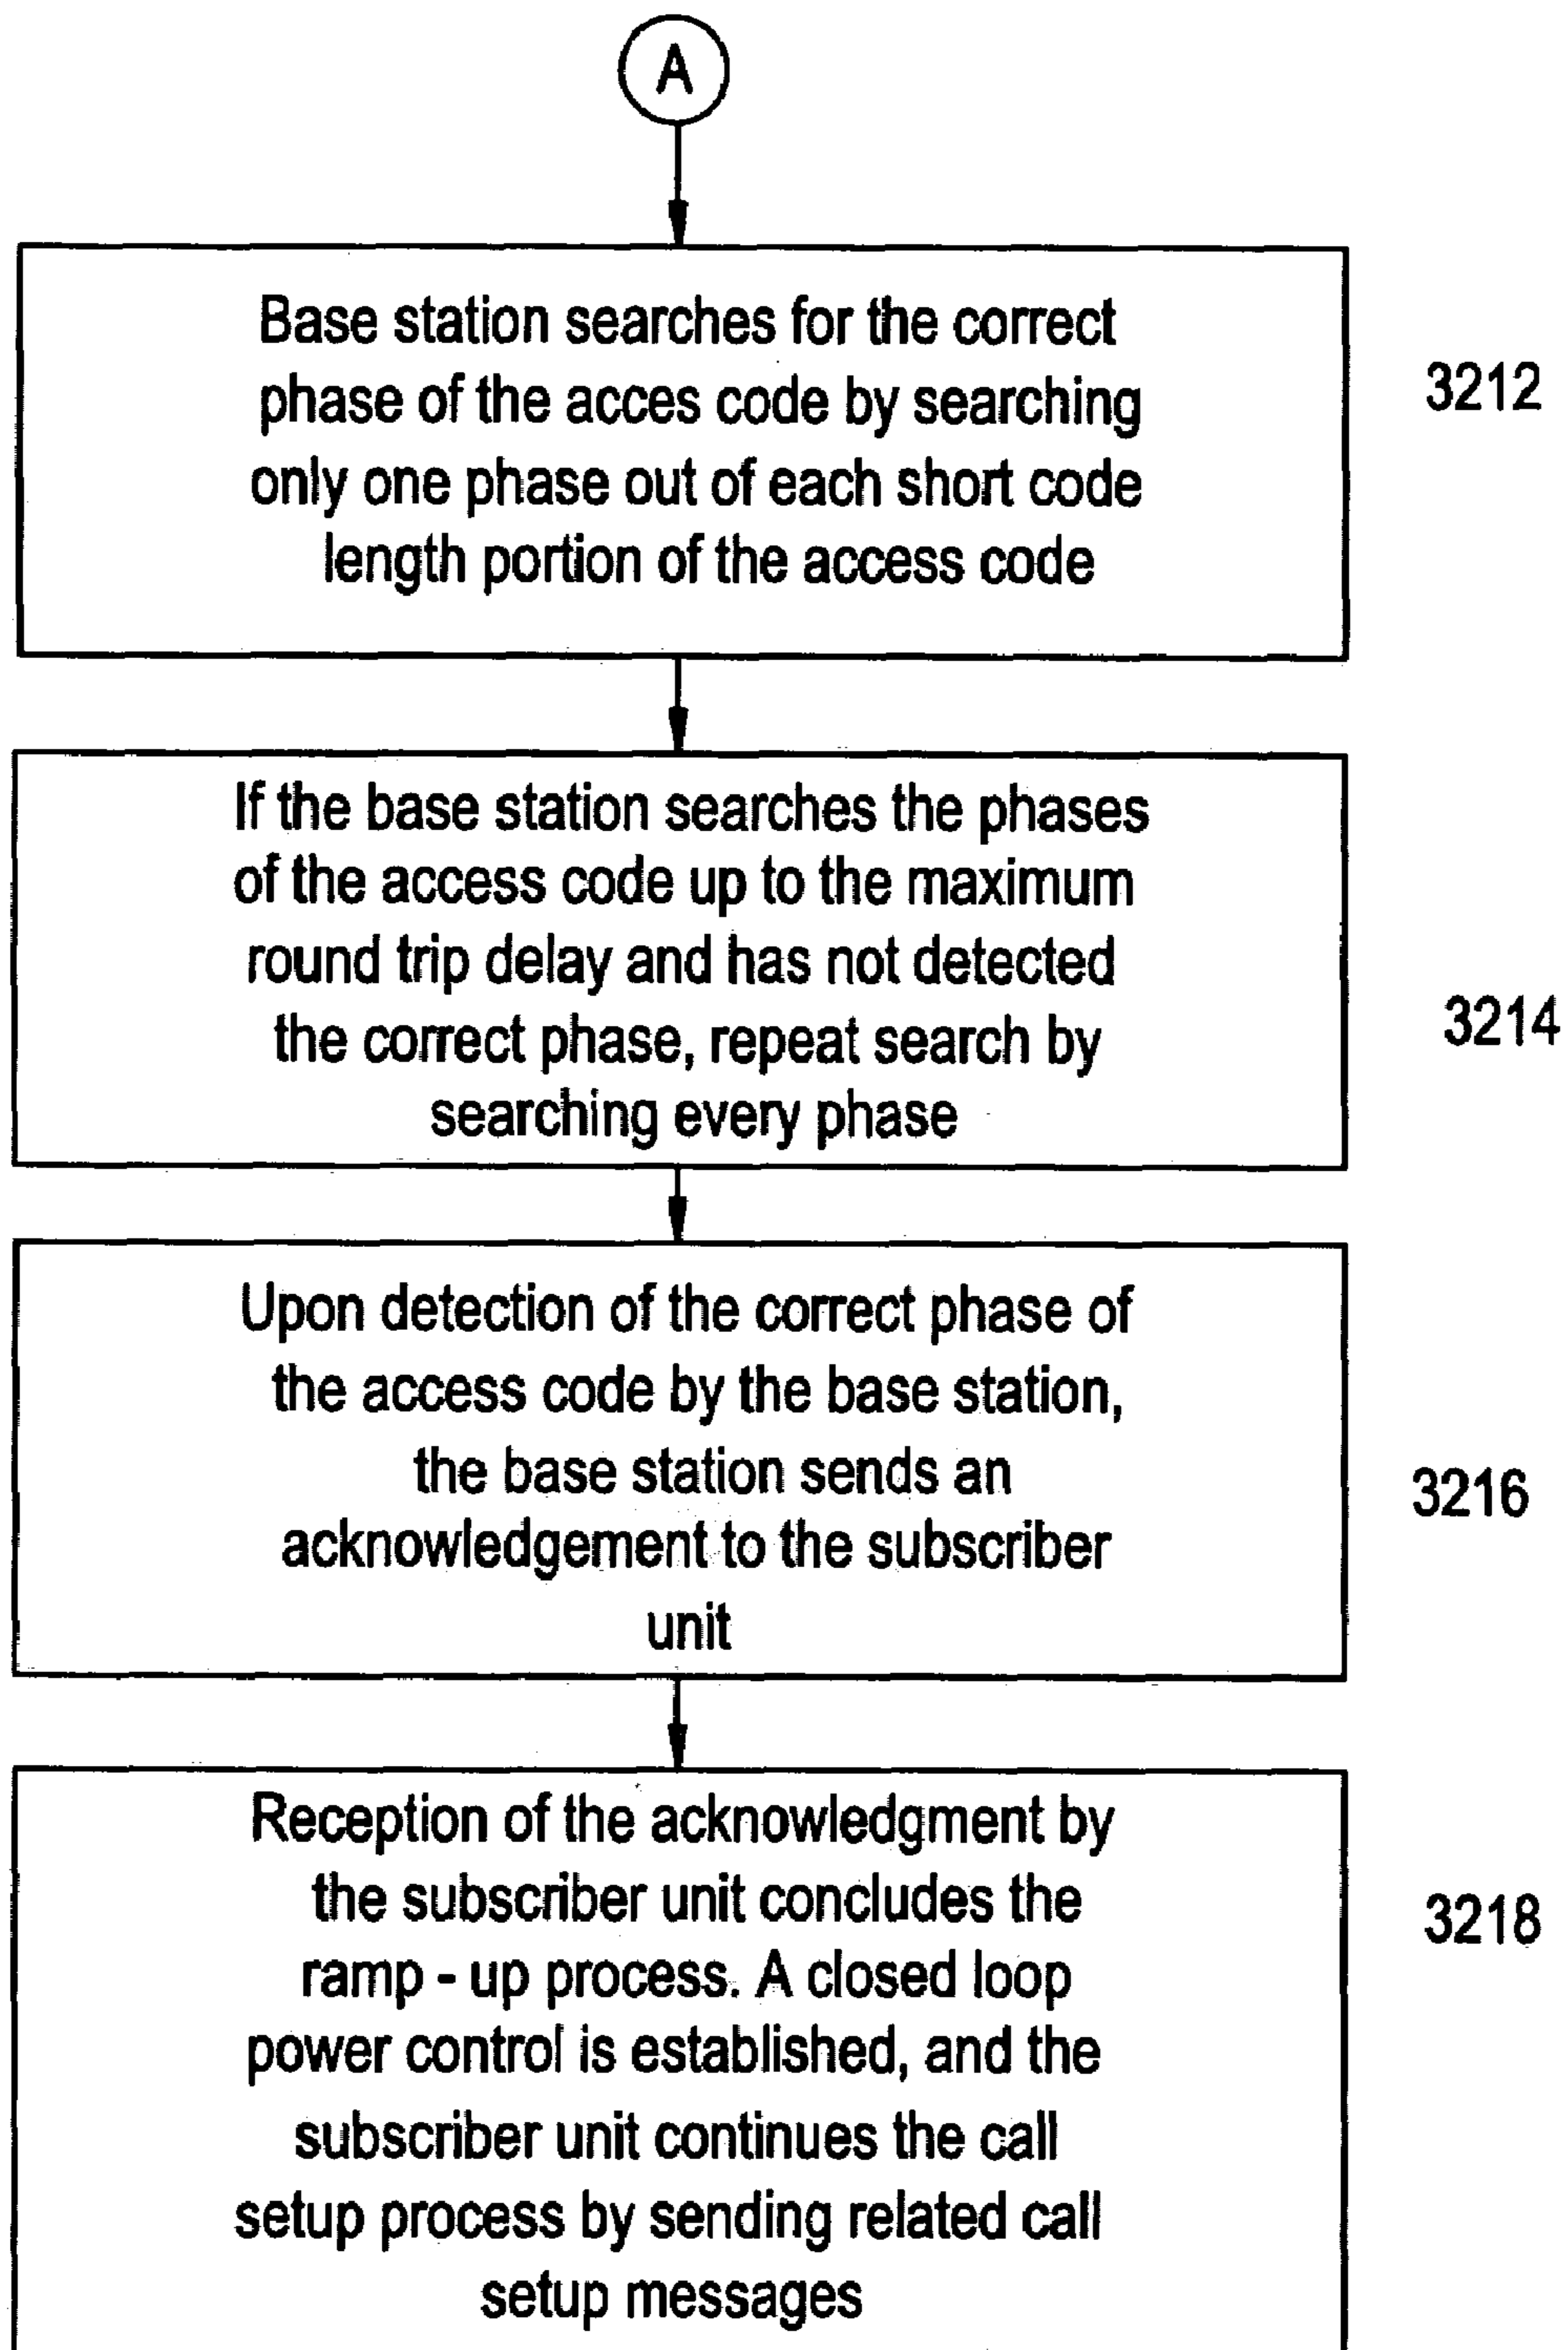 A
Base station searches for the correct
phase of the acces code by searching
only one phase out of each short code
length portion of the access code
3212
If the base station searches the phases
of the access code up to the maximum
round trip delay and has not detected
the correct phase, repeat search by
searching every phase
3214
Upon detection of the correct phase of
the access code by the base station,
the base station sends an
acknowledgement to the subscriber
unit
3216
Reception of the acknowledgment by
the subscriber unit concludes the
ramp - up process. A closed loop
power control is established, and the
subscriber unit continues the call
setup process by sending related call
setup messages
3218